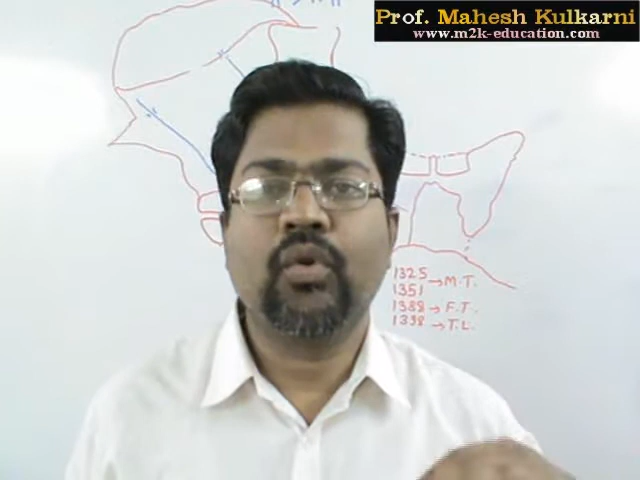 Prof. Mahesh Kulkarni
www.m2k-education.com
1325 → M.T.
1351
1388 → F.T.
1398 → T.L.